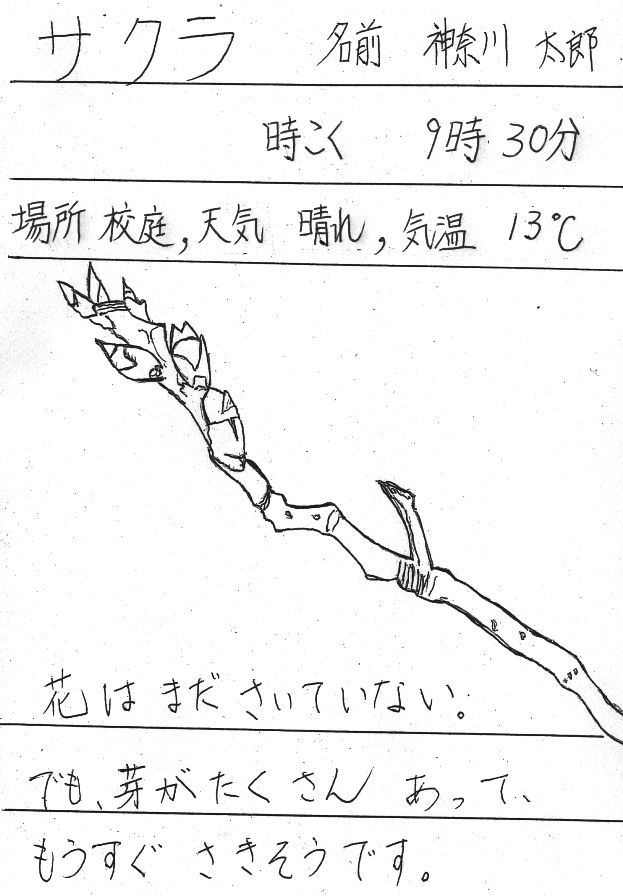 サクラ 名前 神奈川 太郎
時こく 9時30分
場所 校庭,天気 晴れ,気温 13℃
花はまださいていない。
でも、芽がたくさんあって、
もうすぐさきそうです。